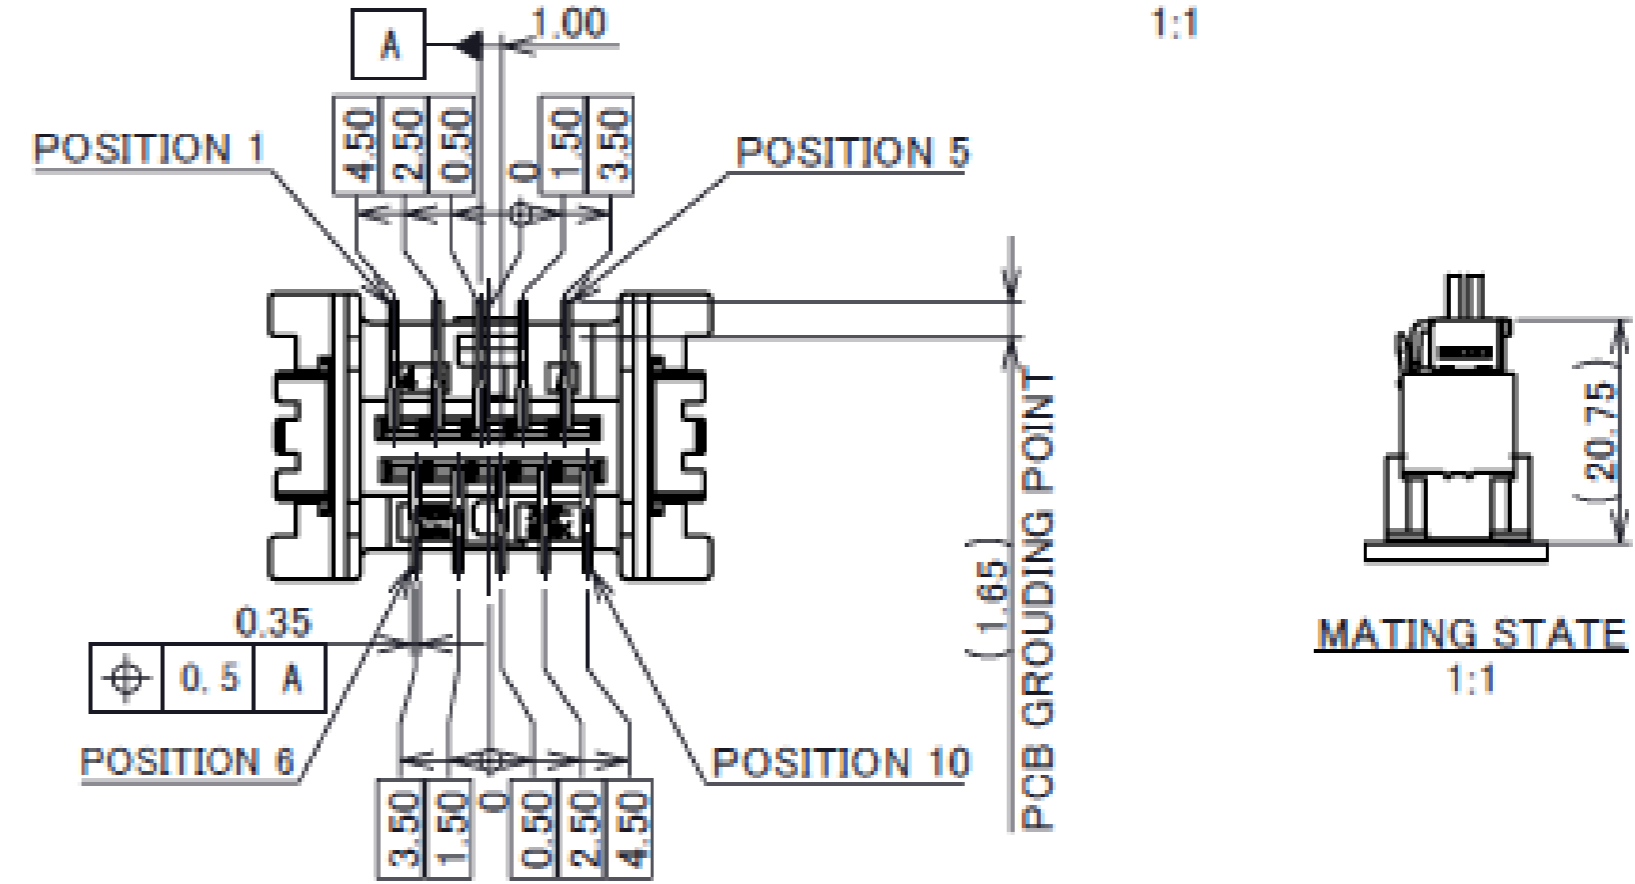 A
1.00
1:1
4.50
2.50
0.50
0
1.50
3.50
POSITION 1
POSITION 5
(20.75)
(1.65)
PCB GROUDING POINT
0.35
0.5
A
MATING STATE
1:1
POSITION 6
POSITION 10
3.50
1.50
0
0.50
2.50
4.50